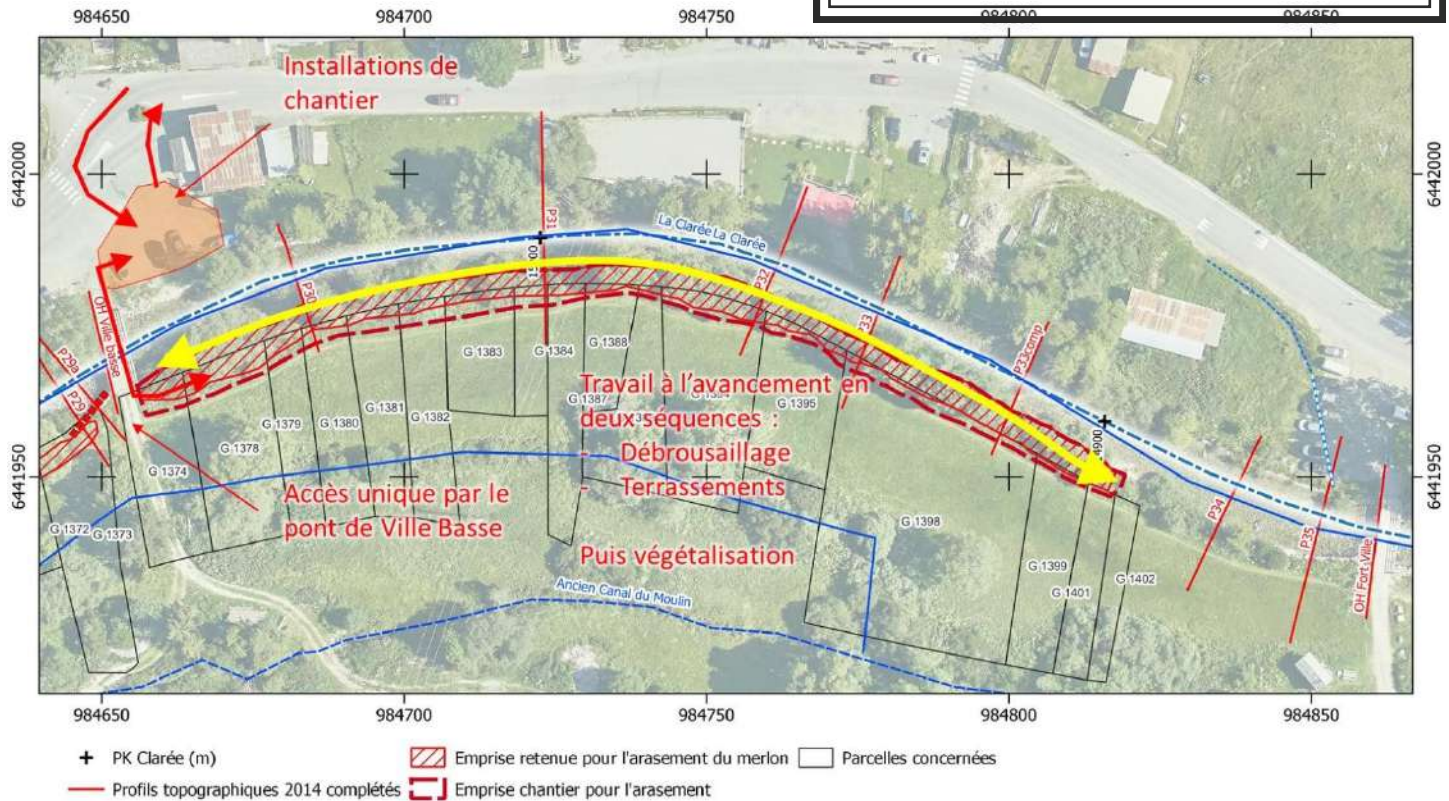 984650 984700 984750 984800 984850
Installations de
chantier
6442000
6442000
La Clarée La Clarée
P31
P32
P30
P33
P33comp
OH Ville basse
P29a
P29
G 1383
G 1384
G 1388
Travail à l'avancement en
deux séquences :
- Débrousaillage
- Terrassements
Puis végétalisation
G 1387
G 1395
G 1382
G 1381
G 1380
G 1379
G 1378
G 1374
G 1372
G 1373
Accès unique par le
pont de Ville Basse
G 1398
G 1399
G 1401
G 1402
P34
P35
OH Fort Ville
6441950
6441950
Ancien Canal du Moulin
984650 984700 984750 984800 984850
PK Clarée (m)
Emprise retenue pour l'arasement du merlon
Parcelles concernées
Profils topographiques 2014 complétés
Emprise chantier pour l'arasement